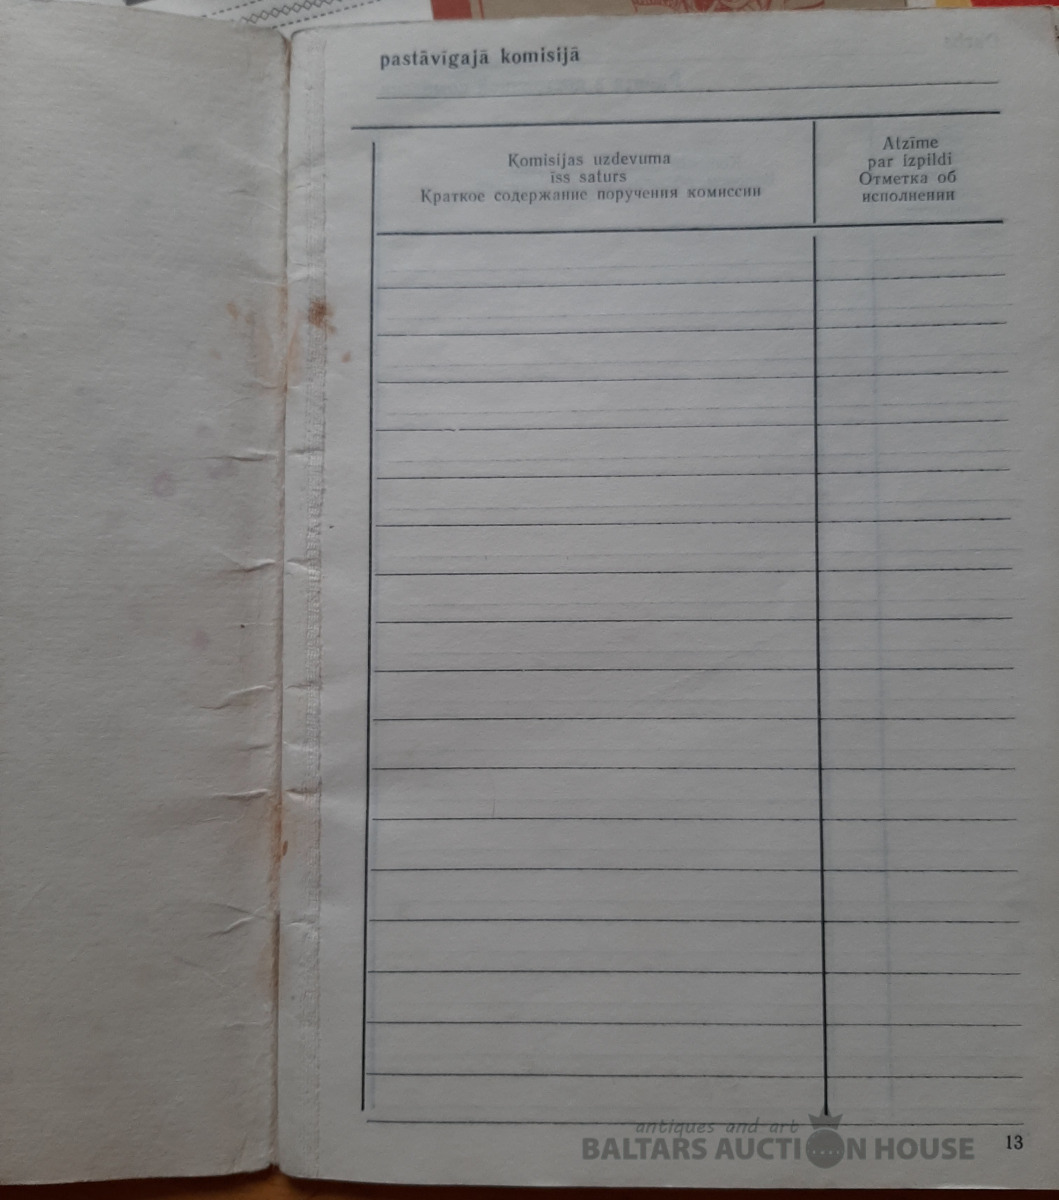 pastāvīgajā komisijā
Komisijas uzdevuma
īss saturs
Краткое содержание поручения комиссии
Atzīme
par izpildi
Отметка об
исполнении
antiques and art
BALTARS AUCTION HOUSE
13